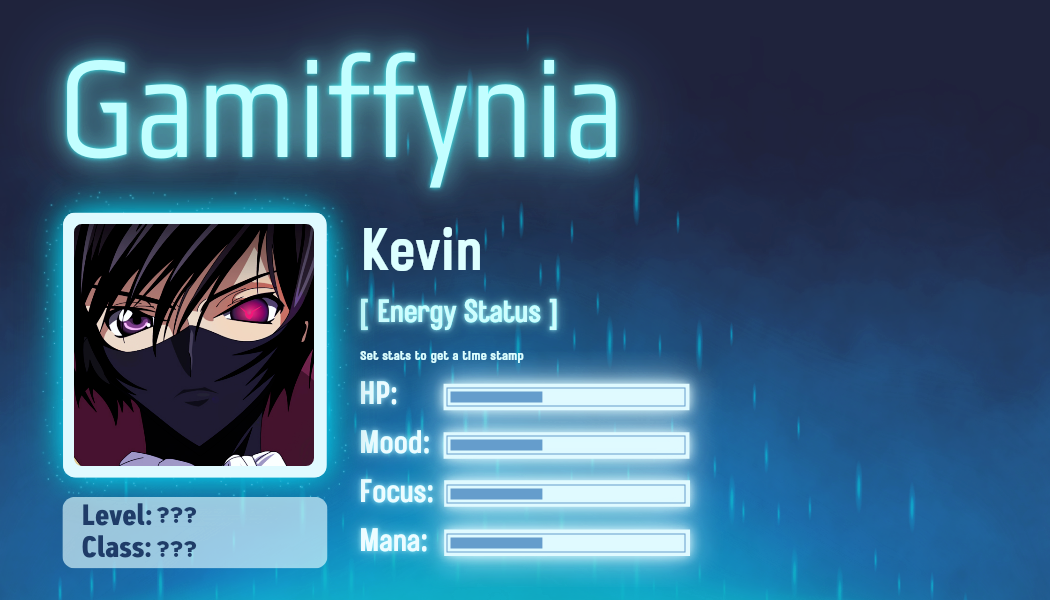 Gamiffynia
Kevin
[ Energy Status ]
Set stats to get a time stamp
HP:
Mood:
Focus:
Mana:
Level: ???
Class: ???